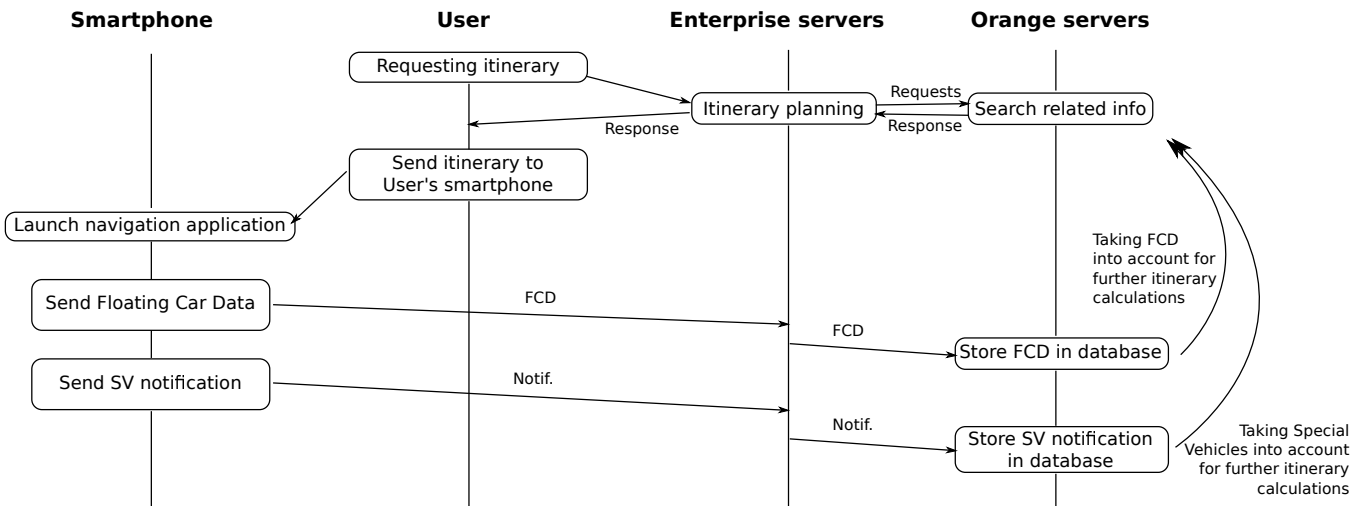 Smartphone
User
Enterprise servers
Orange servers
Requesting itinerary
Itinerary planning
Requests
Response
Search related info
Response
Send itinerary to
User's smartphone
Launch navigation application
Taking FCD
into account for
further itinerary
calculations
Send Floating Car Data
FCD
FCD
Store FCD in database
Send SV notification
Notif.
Notif.
Store SV notification
in database
Taking Special
Vehicles into account
for further itinerary
calculations